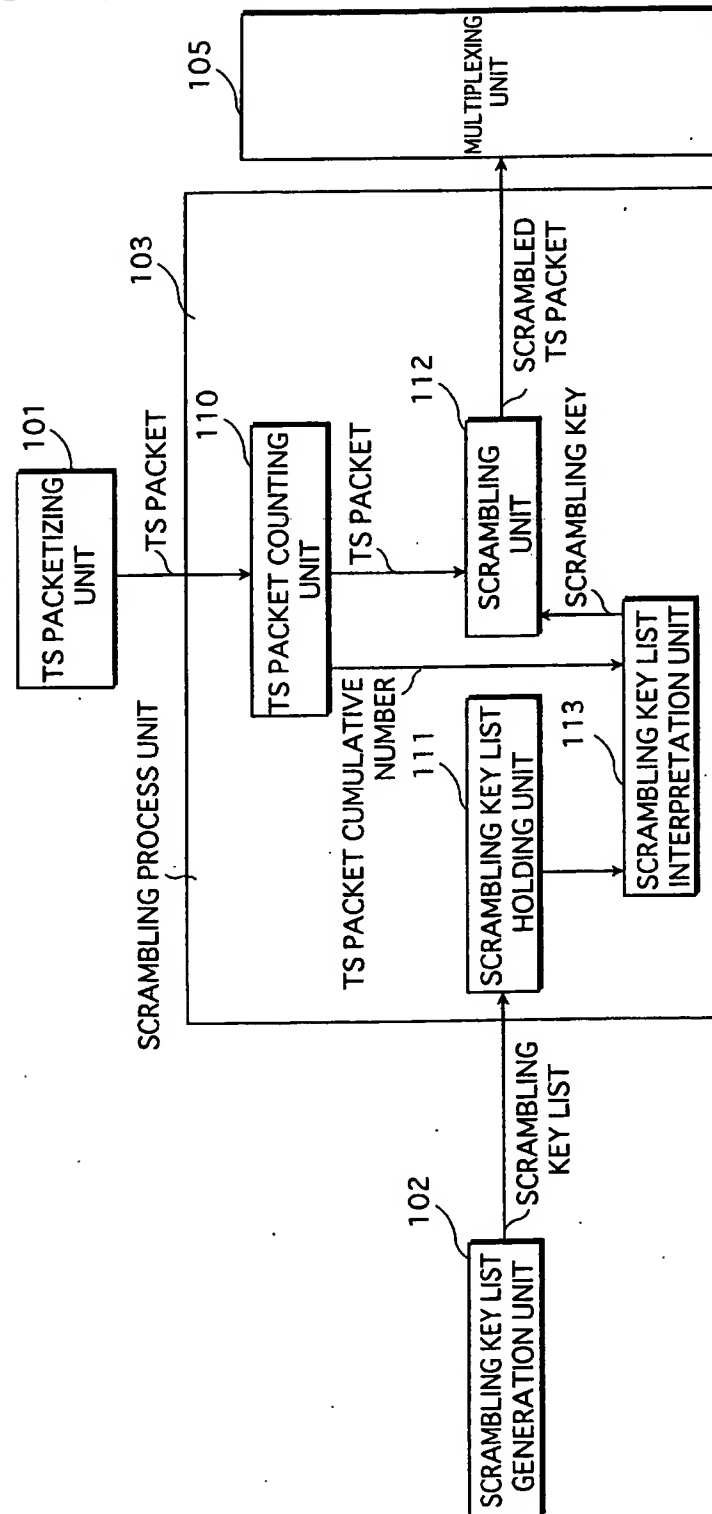 101
TS PACKETIZING
UNIT
TS PACKET
SCRAMBLING PROCESS UNIT
103
105
110
TS PACKET COUNTING
UNIT
TS PACKET
TS PACKET CUMULATIVE
NUMBER
102
SCRAMBLING KEY LIST
GENERATION UNIT
SCRAMBLING
KEY LIST
111
SCRAMBLING KEY LIST
HOLDING UNIT
112
SCRAMBLING
UNIT
SCRAMBLED
TS PACKET
MULTIPLEXING
UNIT
SCRAMBLING KEY
SCRAMBLING KEY LIST
INTERPRETATION UNIT
113